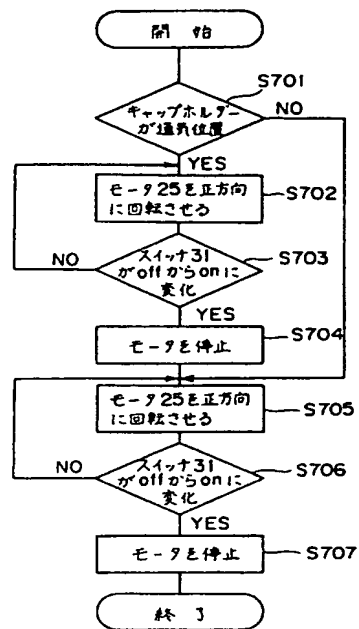 開始
S701
キャップホルダー
が通気位置
NO
YES
モータ25を正方向
に回転させる
S702
スイッチ31
がoffからonに
変化
S703
NO
YES
モータを停止
S704
モータ25を正方向
に回転させる
S705
スイッチ31
がoffからonに
変化
S706
NO
YES
モータを停止
S707
終了